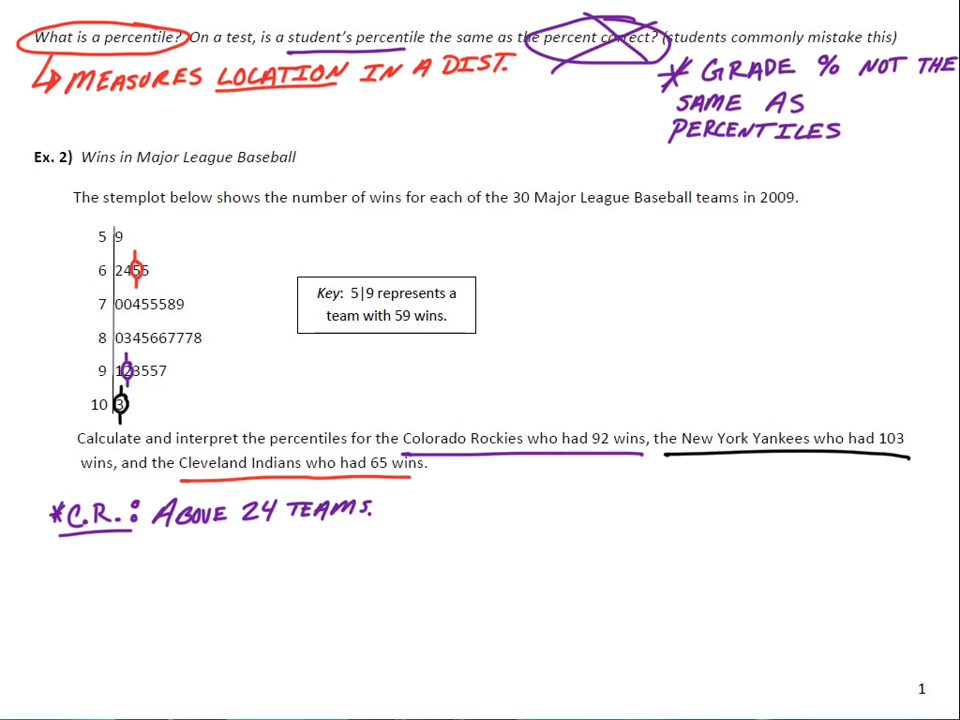 What is a percentile? On a test, is a student's percentile the same as the percent correct? (students commonly mistake this)
↳ MEASURES LOCATION IN A DIST.
* GRADE % NOT THE
SAME AS
PERCENTILES
Ex. 2) Wins in Major League Baseball
The stemplot below shows the number of wins for each of the 30 Major League Baseball teams in 2009.
5 9
6 2455
7 00455589
8 0345667778
9 123557
10 3
Key: 5|9 represents a
team with 59 wins.
Calculate and interpret the percentiles for the Colorado Rockies who had 92 wins, the New York Yankees who had 103
wins, and the Cleveland Indians who had 65 wins.
*C.R.: ABOVE 24 TEAMS.
1